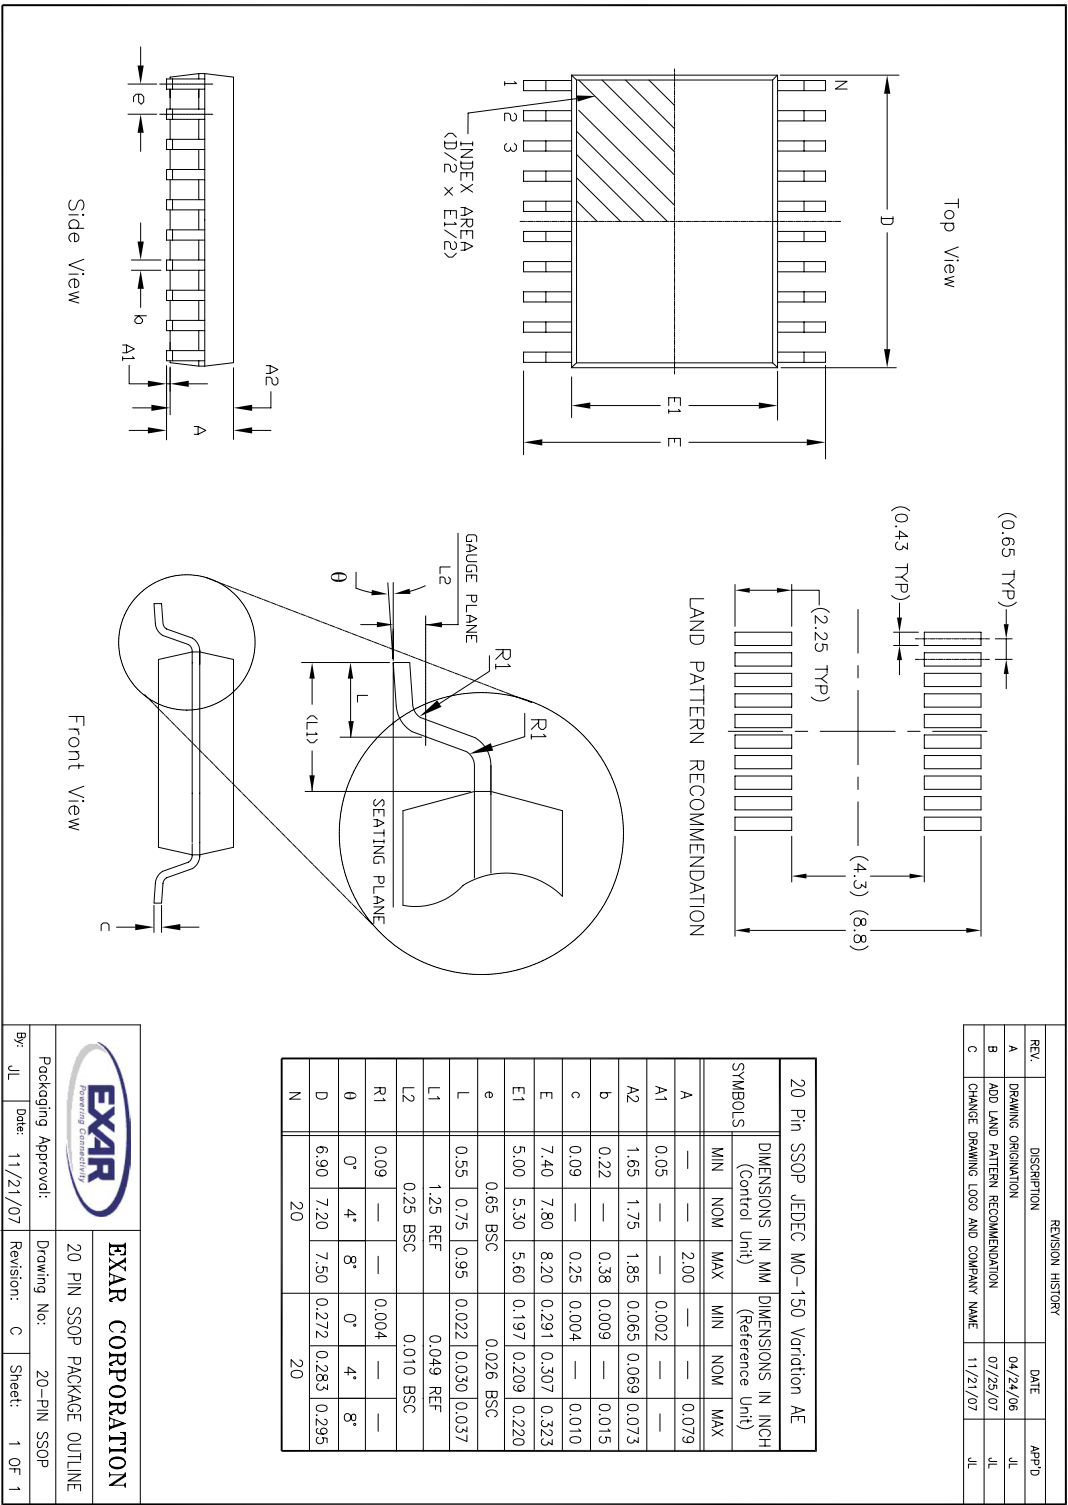 Top View
D
N
1
2
3
INDEX AREA
(D/2 x E1/2)
E1
E
Side View
e
b
A1
A2
A
(0.65 TYP)
(0.43 TYP)
(2.25 TYP)
(4.3)
(8.8)
LAND PATTERN RECOMMENDATION
GAUGE PLANE
L2
θ
R1
R1
L
(L1)
SEATING PLANE
Front View
c
REVISION HISTORY
REV. DISCRIPTION DATE APP'D
A DRAWING ORIGINATION 04/24/06 JL
B ADD LAND PATTERN RECOMMENDATION 07/25/07 JL
C CHANGE DRAWING LOGO AND COMPANY NAME 11/21/07 JL
20 Pin SSOP JEDEC MO-150 Variation AE
SYMBOLS DIMENSIONS IN MM (Control Unit) DIMENSIONS IN INCH (Reference Unit)
MIN NOM MAX MIN NOM MAX
A — — 2.00 — — 0.079
A1 0.05 — — 0.002 — —
A2 1.65 1.75 1.85 0.065 0.069 0.073
b 0.22 — 0.38 0.009 — 0.015
c 0.09 — 0.25 0.004 — 0.010
E 7.40 7.80 8.20 0.291 0.307 0.323
E1 5.00 5.30 5.60 0.197 0.209 0.220
e 0.65 BSC 0.026 BSC
L 0.55 0.75 0.95 0.022 0.030 0.037
L1 1.25 REF 0.049 REF
L2 0.25 BSC 0.010 BSC
R1 0.09 — — 0.004 — —
θ 0° 4° 8° 0° 4° 8°
D 6.90 7.20 7.50 0.272 0.283 0.295
N 20 20
EXAR
Powering Connectivity
EXAR CORPORATION
20 PIN SSOP PACKAGE OUTLINE
Packaging Approval:
Drawing No: 20-PIN SSOP
By: JL Date: 11/21/07 Revision: C Sheet: 1 OF 1